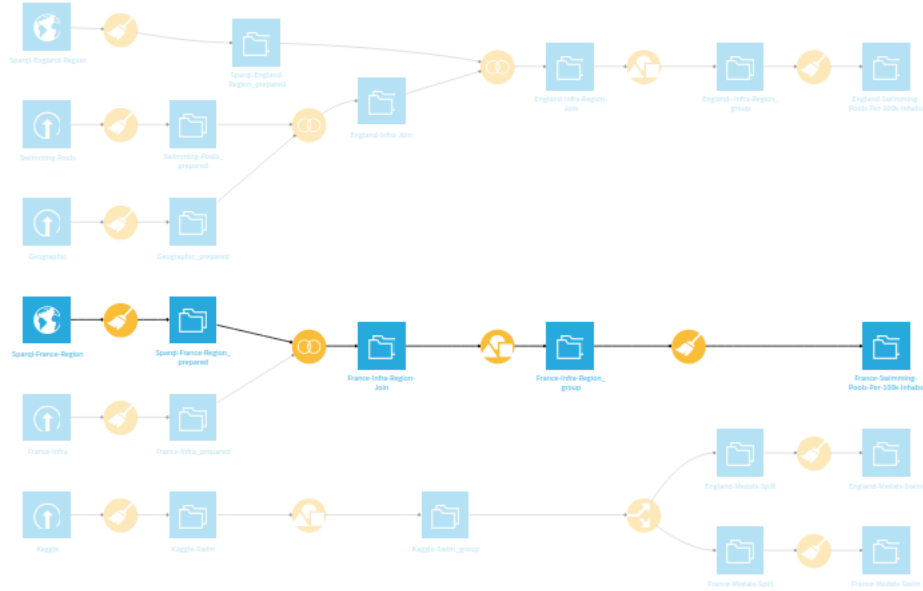 Sparql-England-Region
Sparql-England-
Region_prepared
England-Infra-Join
England-Infra-Region-
Join
England-Infra-Region_
group
England-Swimming-
Pools-Per-100k-Inhabs
Swimming-Pools
Swimming-Pools_
prepared
Geographic
Geographic_prepared
Sparql-France-Region
Sparql-France-Region_
prepared
France-Infra-Region-
Join
France-Infra-Region_
group
France-Swimming-
Pools-Per-100k-Inhabs
France-Infra
France-Infra_prepared
England-Medals-Split
England-Medals-Swim
Kaggle
Kaggle-Swim
Kaggle-Swim_group
France-Medals-Split
France-Medals-Swim